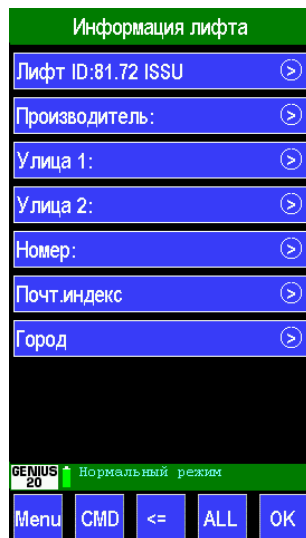 Информация лифта
Лифт ID:81.72 ISSU
Производитель:
Улица 1:
Улица 2:
Номер:
Почт.индекс
Город
GENIUS
20
Нормальный режим
Menu CMD <= ALL OK